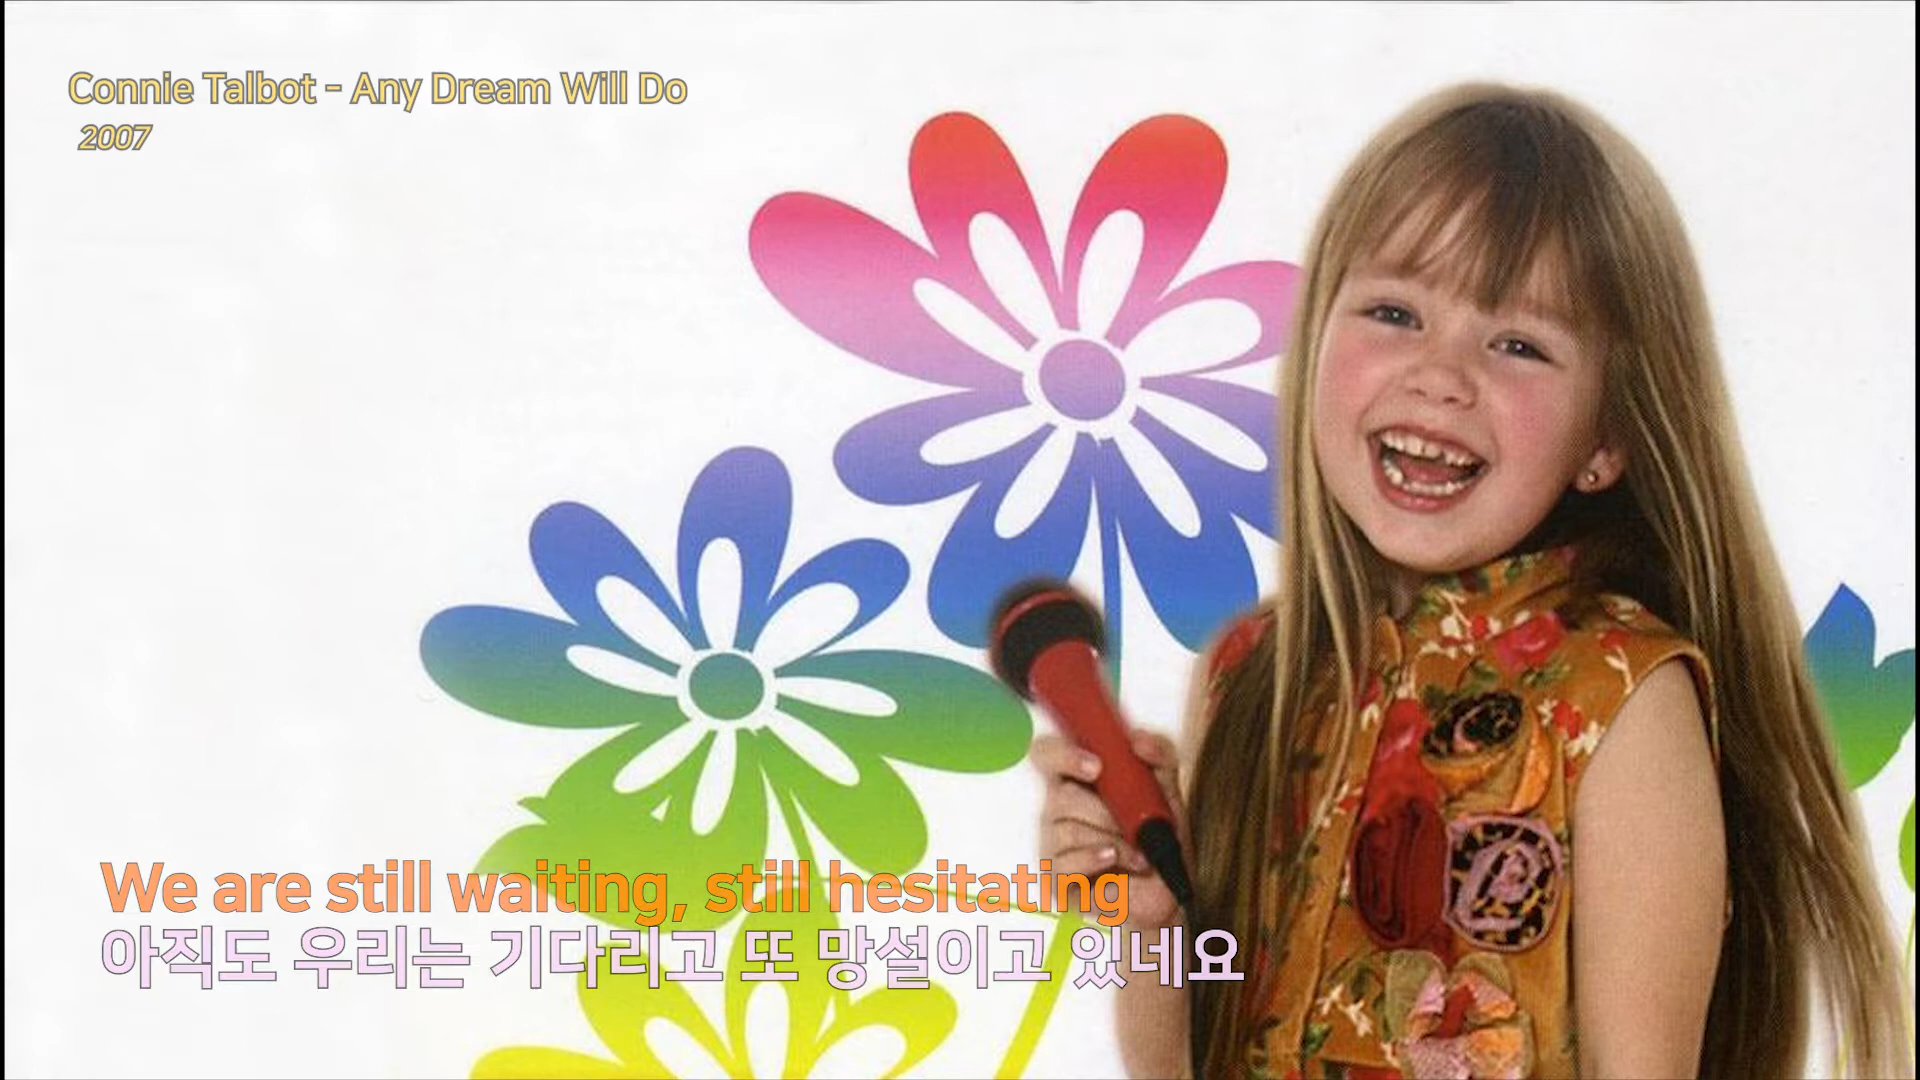 Connie Talbot - Any Dream Will Do
2007
We are still waiting, still hesitating
아직도 우리는 기다리고 또 망설이고 있네요